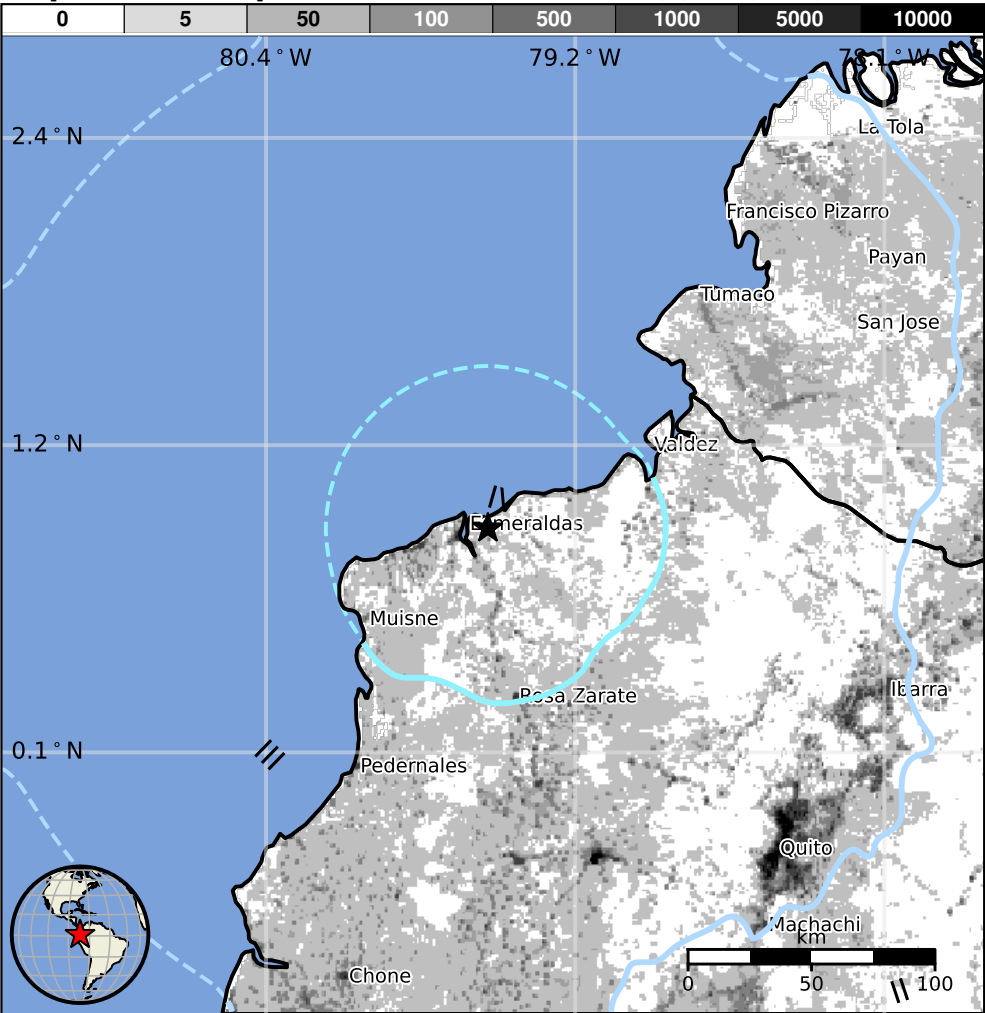 0 5 50 100 500 1000 5000 10000
80.4°W 79.2°W 78.1°W
2.4°N
La Tola
Francisco Pizarro
Payan
Tumaco
San Jose
1.2°N
Valdez
Esmeraldas
Muisne
Ibarra
Rosa Zarate
0.1°N
Pedernales
Quito
Machachi
km
Chone
0 50 100